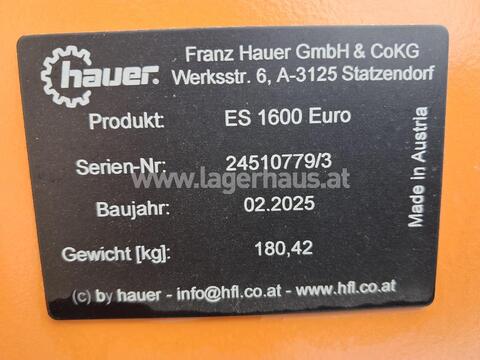 hauer.
Franz Hauer GmbH & CoKG
Werksstr. 6, A-3125 Statzendorf
Produkt: ES 1600 Euro
Serien-Nr: 24510779/3
www.lagerhaus.at
Baujahr: 02.2025
Gewicht [kg]: 180,42
Made in Austria
(c) by hauer - info@hfl.co.at - www.hfl.co.at